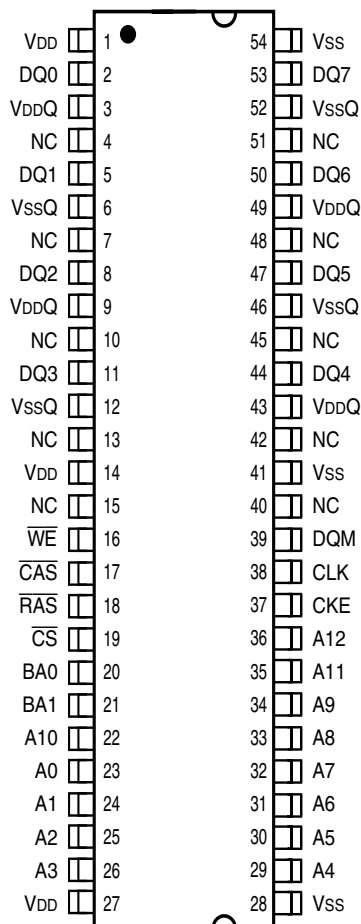 VDD 1 54 VSS
DQ0 2 53 DQ7
VDDQ 3 52 VSSQ
NC 4 51 NC
DQ1 5 50 DQ6
VSSQ 6 49 VDDQ
NC 7 48 NC
DQ2 8 47 DQ5
VDDQ 9 46 VSSQ
NC 10 45 NC
DQ3 11 44 DQ4
VSSQ 12 43 VDDQ
NC 13 42 NC
VDD 14 41 VSS
NC 15 40 NC
W̅E̅ 16 39 DQM
C̅A̅S̅ 17 38 CLK
R̅A̅S̅ 18 37 CKE
C̅S̅ 19 36 A12
BA0 20 35 A11
BA1 21 34 A9
A10 22 33 A8
A0 23 32 A7
A1 24 31 A6
A2 25 30 A5
A3 26 29 A4
VDD 27 28 VSS